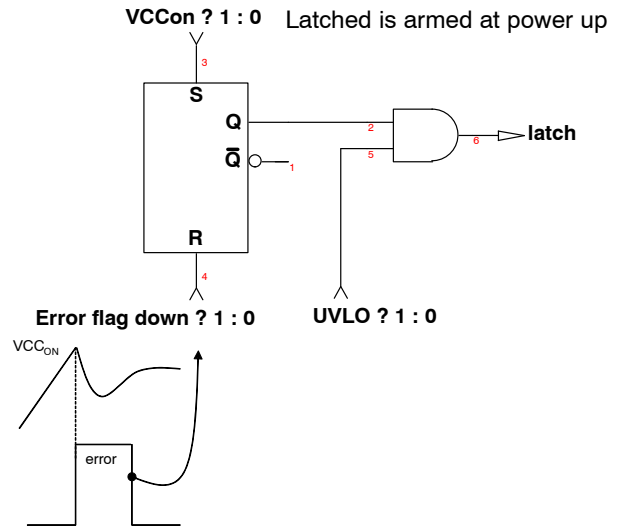 VCCon ? 1 : 0 Latched is armed at power up
3
S
Q
2
latch
6
Q̅
5
1
R
4
Error flag down ? 1 : 0 UVLO ? 1 : 0
VCCON
error